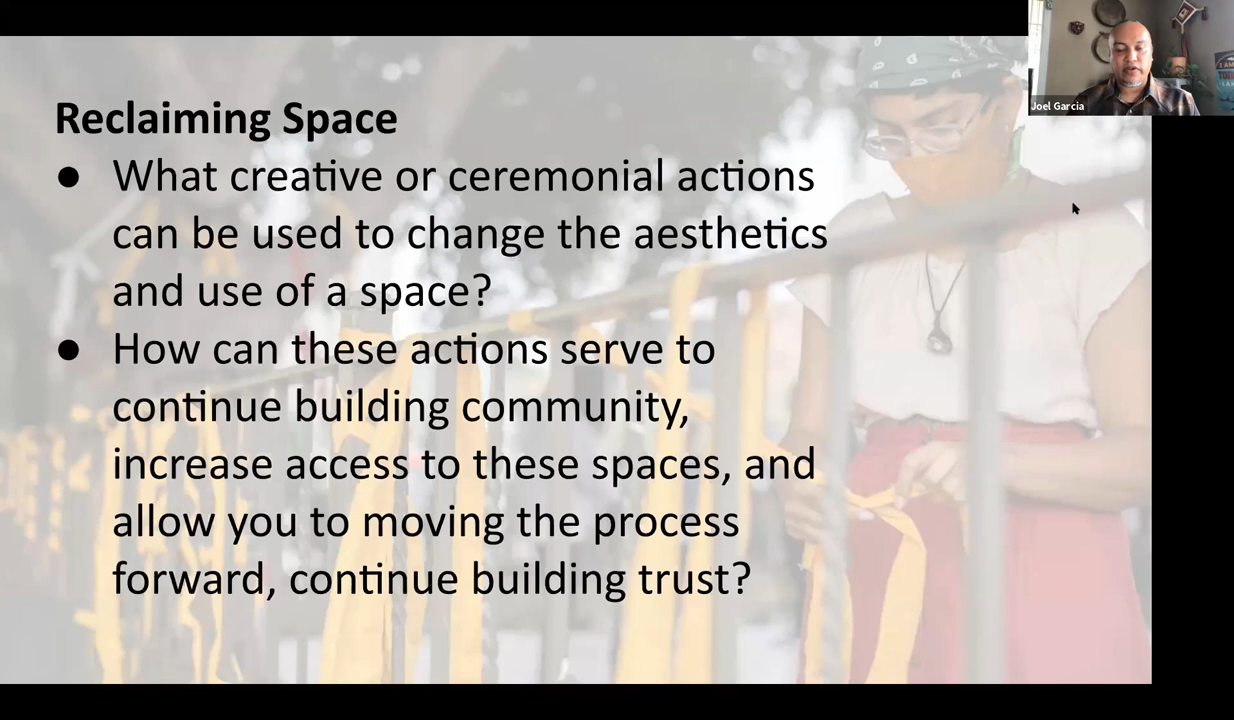 Joel Garcia
Reclaiming Space
● What creative or ceremonial actions
can be used to change the aesthetics
and use of a space?
● How can these actions serve to
continue building community,
increase access to these spaces, and
allow you to moving the process
forward, continue building trust?
I AM